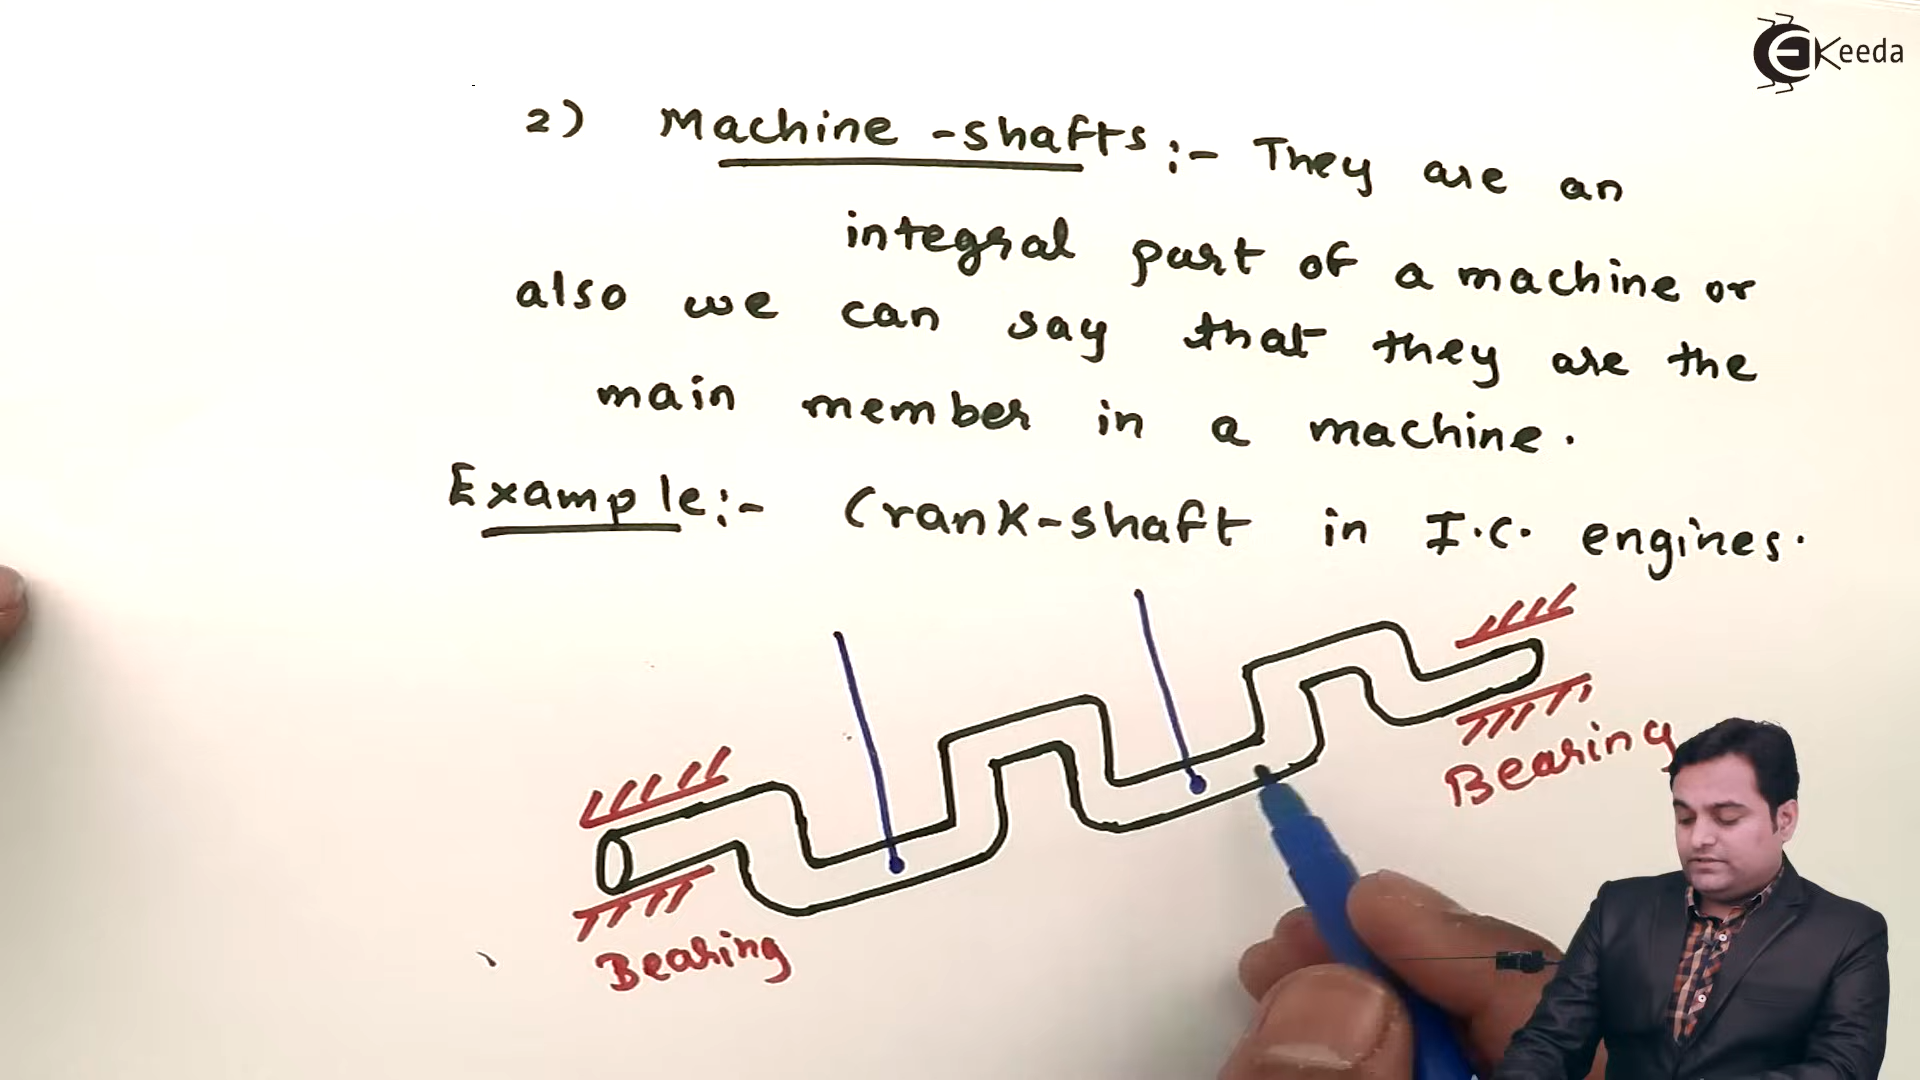 EKeeda
2) Machine-shafts:- They are an
integral part of a machine or
also we can say that they are the
main member in a machine.
Example:- Crank-shaft in I.C. engines.
Bearing
Bearing